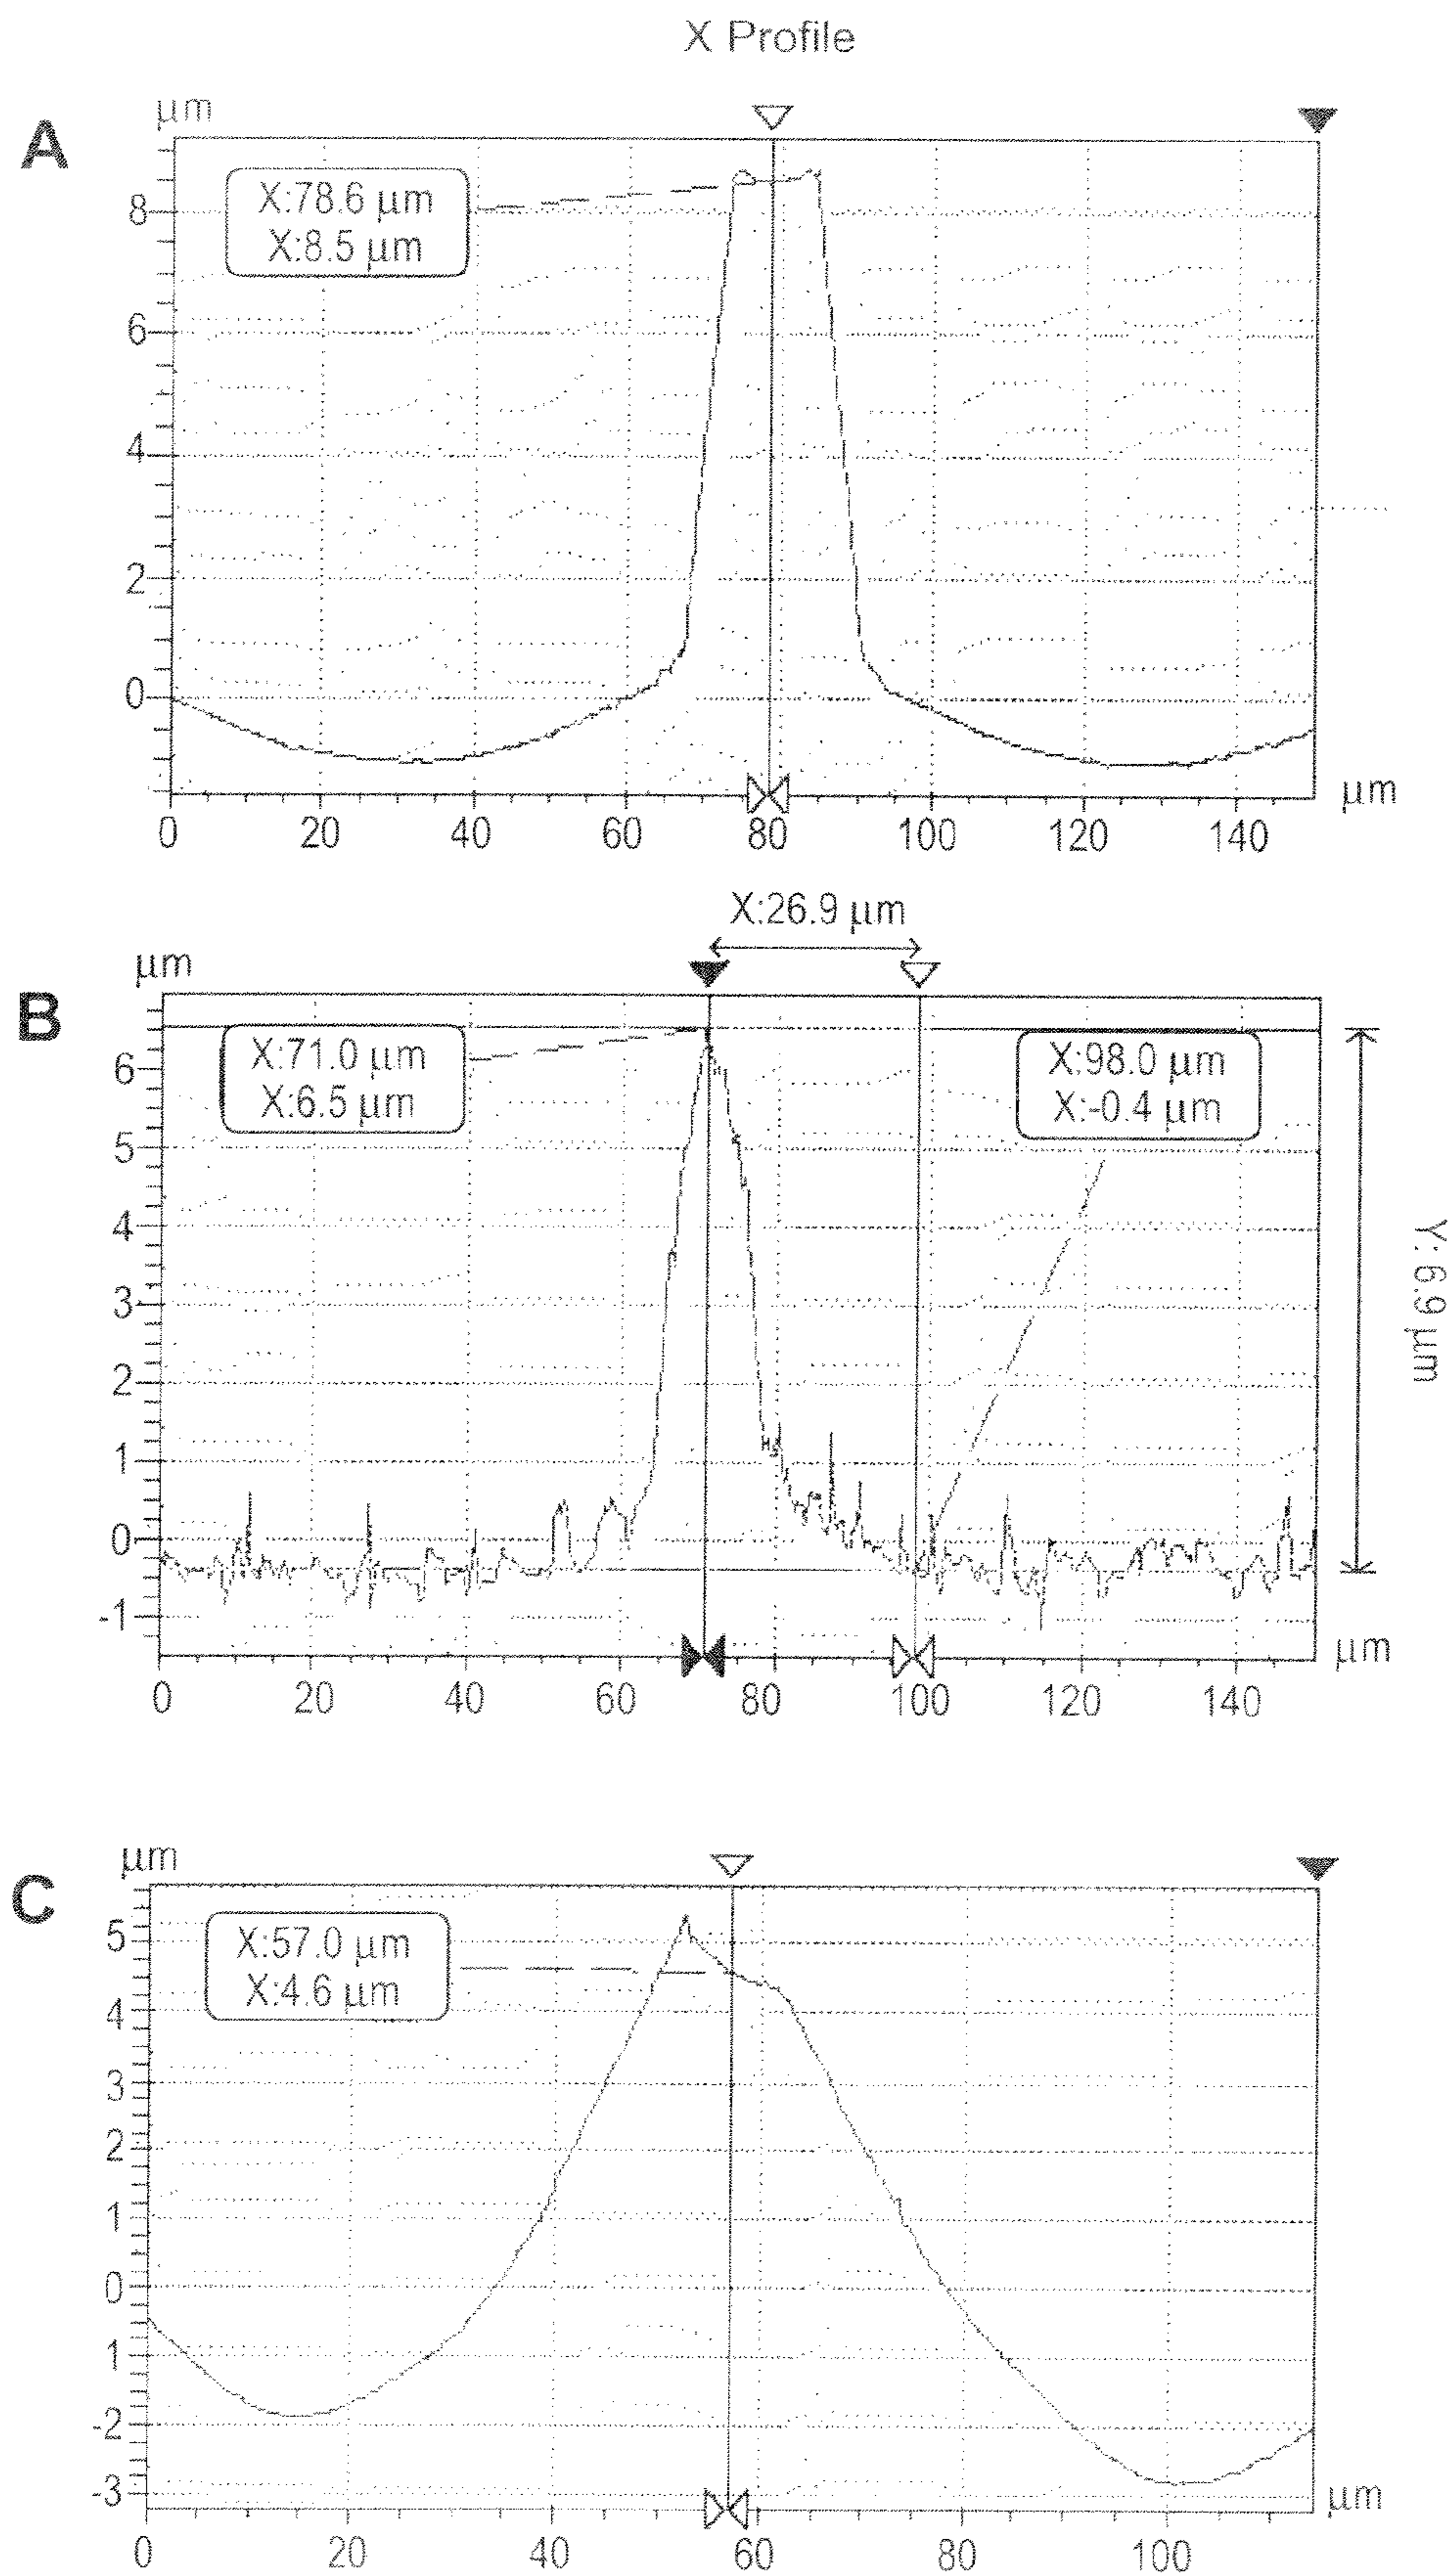 X Profile
A
µm
X:78.6 µm
X:8.5 µm
8
6
4
2
0
0 20 40 60 80 100 120 140
µm
B
X:26.9 µm
µm
X:71.0 µm
X:6.5 µm
X:98.0 µm
X:-0.4 µm
Y: 6.9 µm
6
5
4
3
2
1
0
-1
0 20 40 60 80 100 120 140
µm
C
µm
X:57.0 µm
X:4.6 µm
5
4
3
2
1
0
1
-2
-3
0 20 40 60 80 100
µm